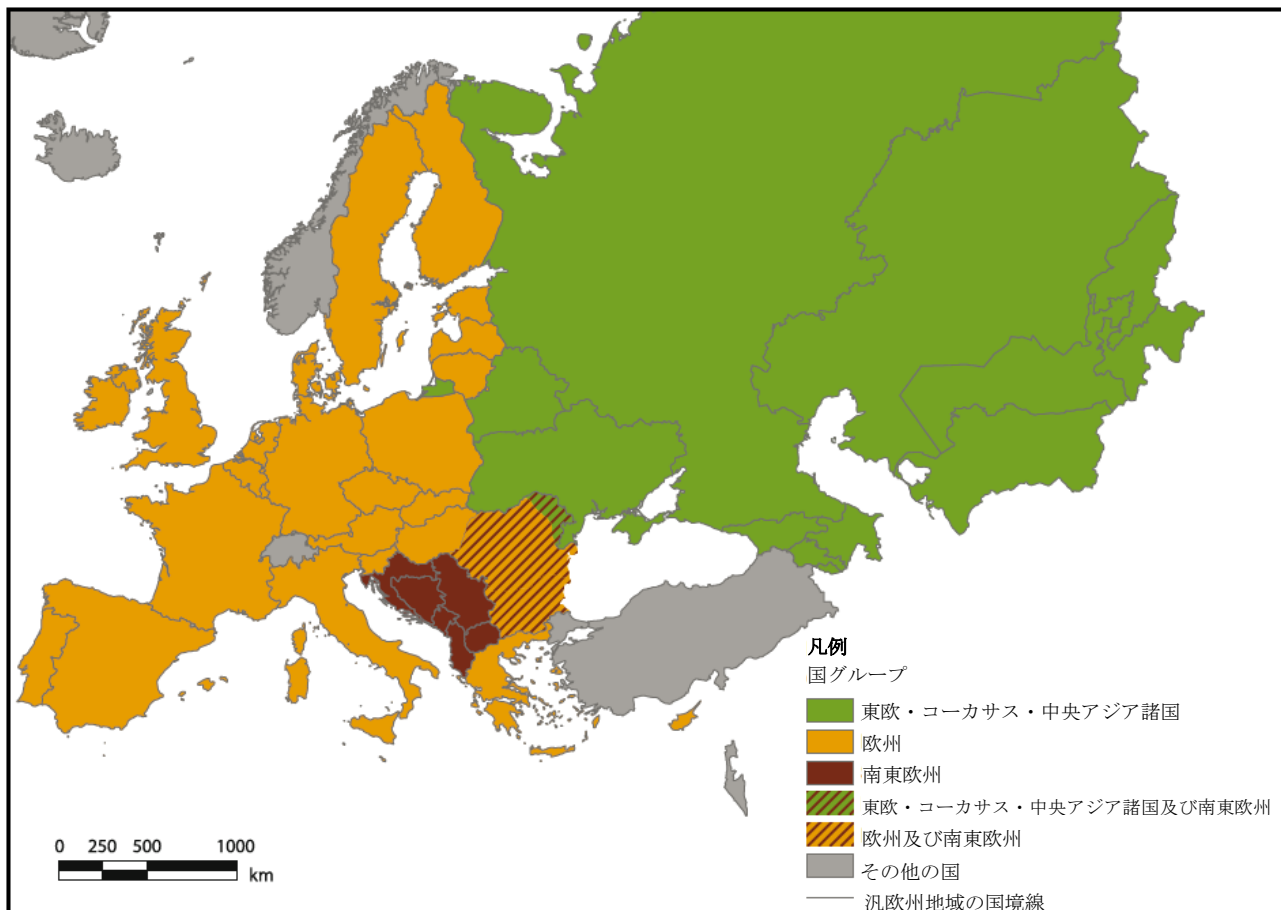 凡例
国グループ
東欧・コーカサス・中央アジア諸国
欧州
南東欧州
東欧・コーカサス・中央アジア諸国及び南東欧州
欧州及び南東欧州
その他の国
汎欧州地域の国境線
0 250 500 1000
km